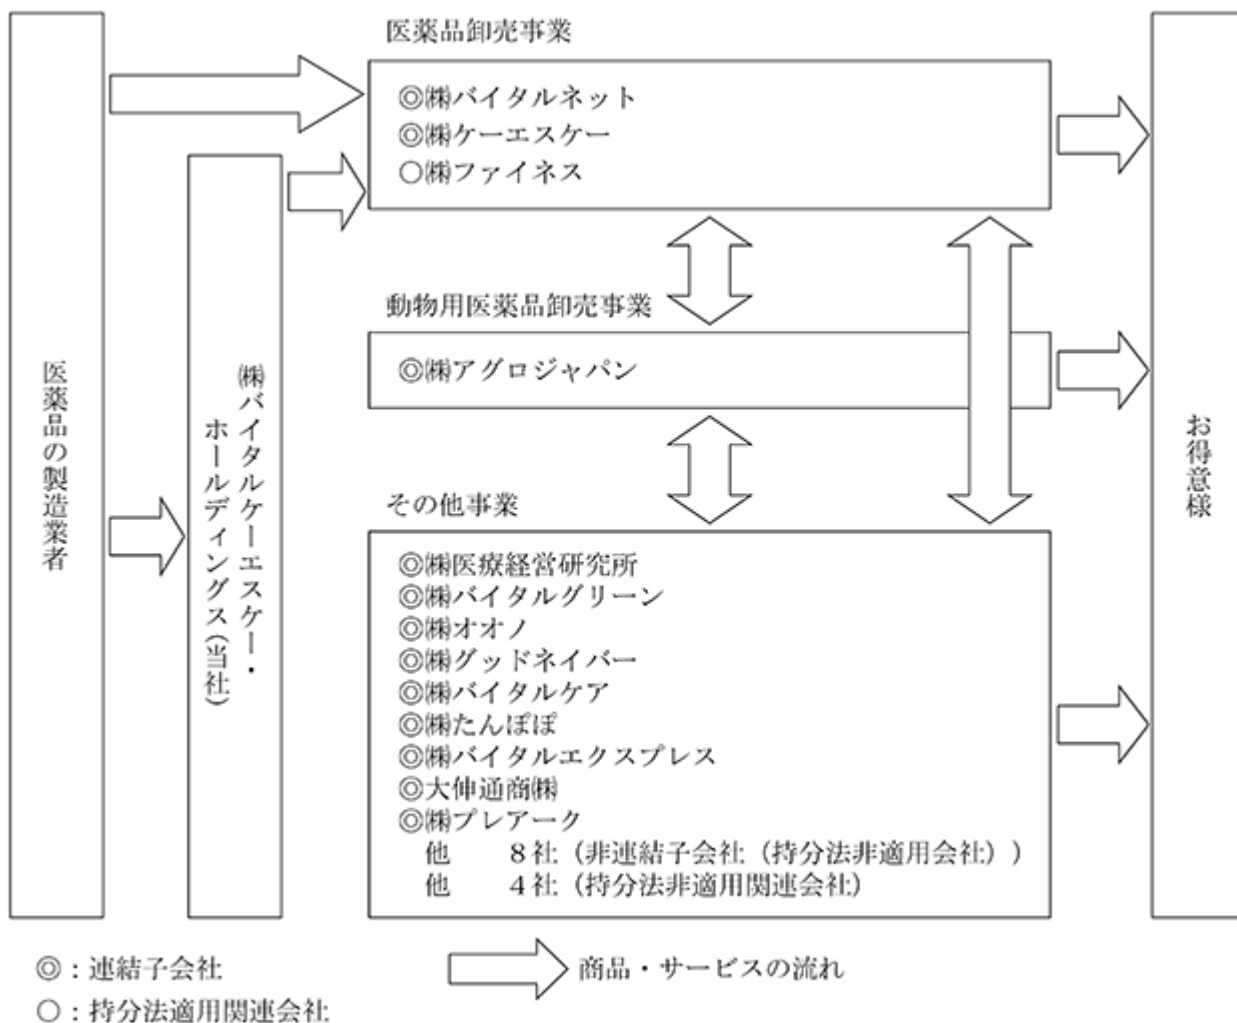 医薬品の製造業者
㈱バイタルケーエスケー・
ホールディングス（当社）
医薬品卸売事業
◎㈱バイタルネット
◎㈱ケーエスケー
○㈱ファイネス
動物用医薬品卸売事業
◎㈱アグロジャパン
その他事業
◎㈱医療経営研究所
◎㈱バイタルグリーン
◎㈱オオノ
◎㈱グッドネイバー
◎㈱バイタルケア
◎㈱たんぽぽ
◎㈱バイタルエクスプレス
◎大伸通商㈱
◎㈱プレアーク
他　　８社（非連結子会社（持分法非適用会社））
他　　４社（持分法非適用関連会社）
お得意様
◎：連結子会社
○：持分法適用関連会社
商品・サービスの流れ